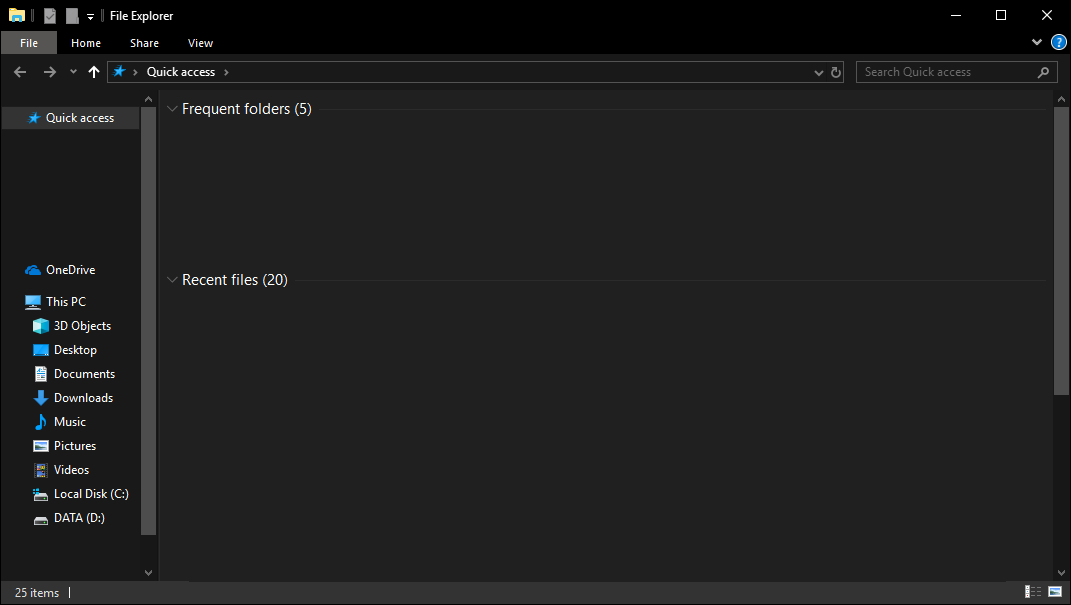 File Explorer
File Home Share View
Quick access
Search Quick access
Quick access
OneDrive
This PC
3D Objects
Desktop
Documents
Downloads
Music
Pictures
Videos
Local Disk (C:)
DATA (D:)
Frequent folders (5)
Recent files (20)
25 items